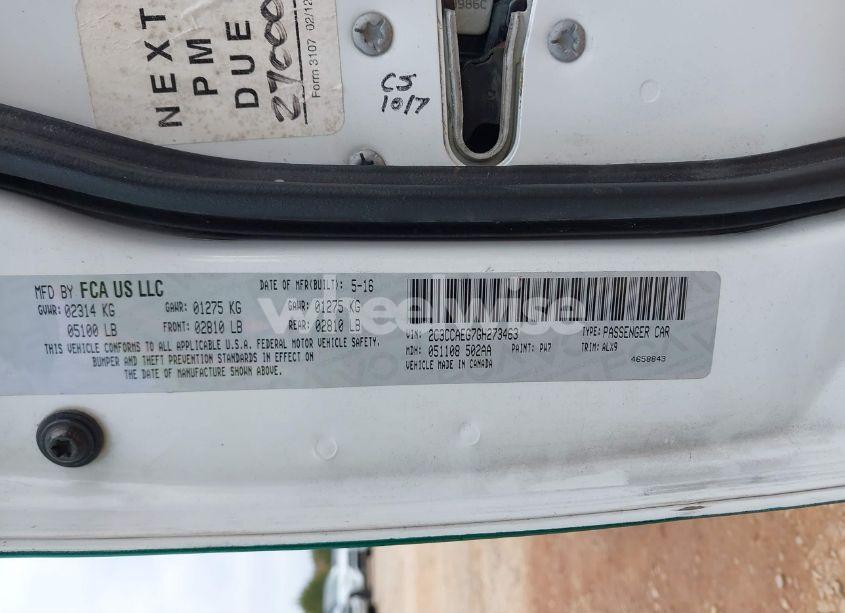 986C
NEXT
PM
DUE
27000
Form 3107 02/12
CJ
10/7
MFD BY FCA US LLC
DATE OF MFR(BUILT): 5-16
GVWR: 02314 KG
GAWR: 01275 KG
GAWR: 01275 KG
05100 LB
FRONT: 02810 LB
REAR: 02810 LB
THIS VEHICLE CONFORMS TO ALL APPLICABLE U.S.A. FEDERAL MOTOR VEHICLE SAFETY,
BUMPER AND THEFT PREVENTION STANDARDS IN EFFECT ON
THE DATE OF MANUFACTURE SHOWN ABOVE.
VIN: 2C3CCAEG7GH273463
TYPE: PASSENGER CAR
MDH: 051108 502AA
PAINT: PW7
TRIM: ALX9
VEHICLE MADE IN CANADA
4658843
wheelwise